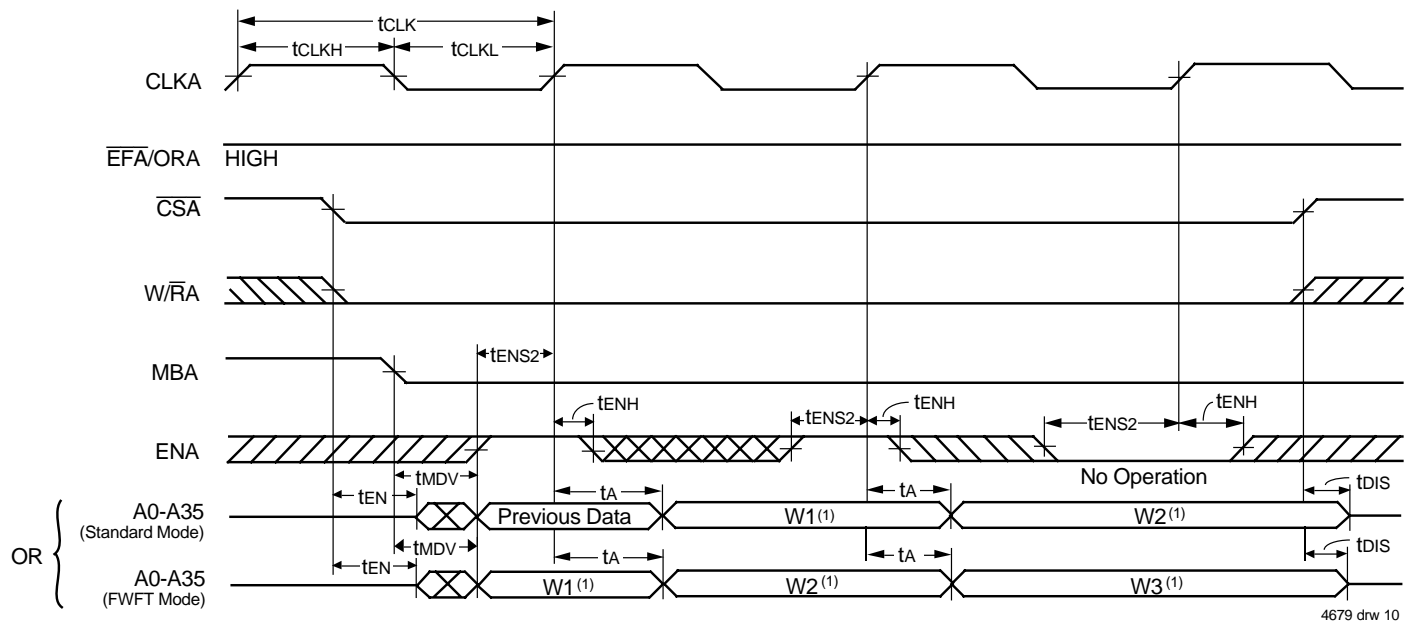 tCLK
tCLKH
tCLKL
CLKA
EFA/ORA HIGH
CSA
W/RA
MBA
tENS2
tENH
tENS2
tENH
tENS2
tENH
ENA
No Operation
tMDV
tEN
tA
tA
tDIS
A0-A35
(Standard Mode)
Previous Data
W1(1)
W2(1)
OR
tMDV
tEN
tA
tA
tDIS
A0-A35
(FWFT Mode)
W1(1)
W2(1)
W3(1)
4679 drw 10